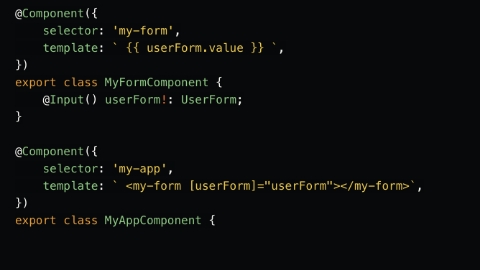 @Component({
    selector: 'my-form',
    template: ` {{ userForm.value }} `,
})
export class MyFormComponent {
    @Input() userForm!: UserForm;
}

@Component({
    selector: 'my-app',
    template: ` <my-form [userForm]="userForm"></my-form>`,
})
export class MyAppComponent {